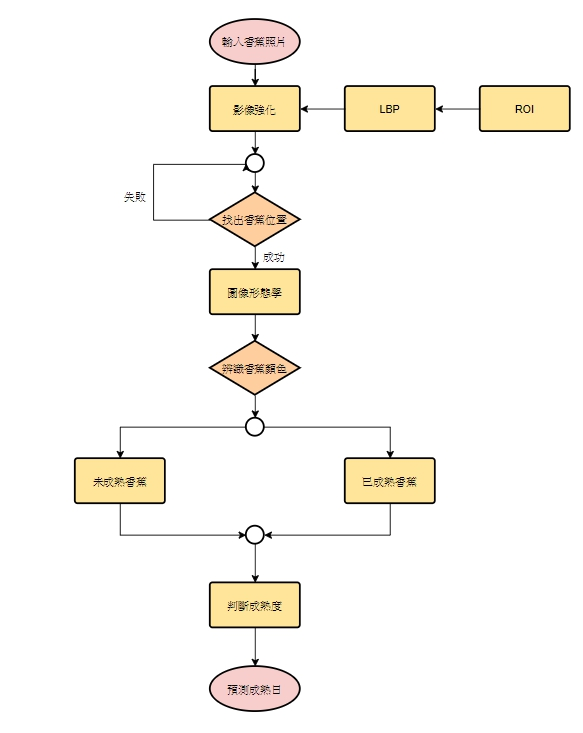 輸入香蕉照片
影像強化
LBP
ROI
失敗
找出香蕉位置
成功
圖像形態學
辨識香蕉顏色
未成熟香蕉
已成熟香蕉
判斷成熟度
預測成熟日